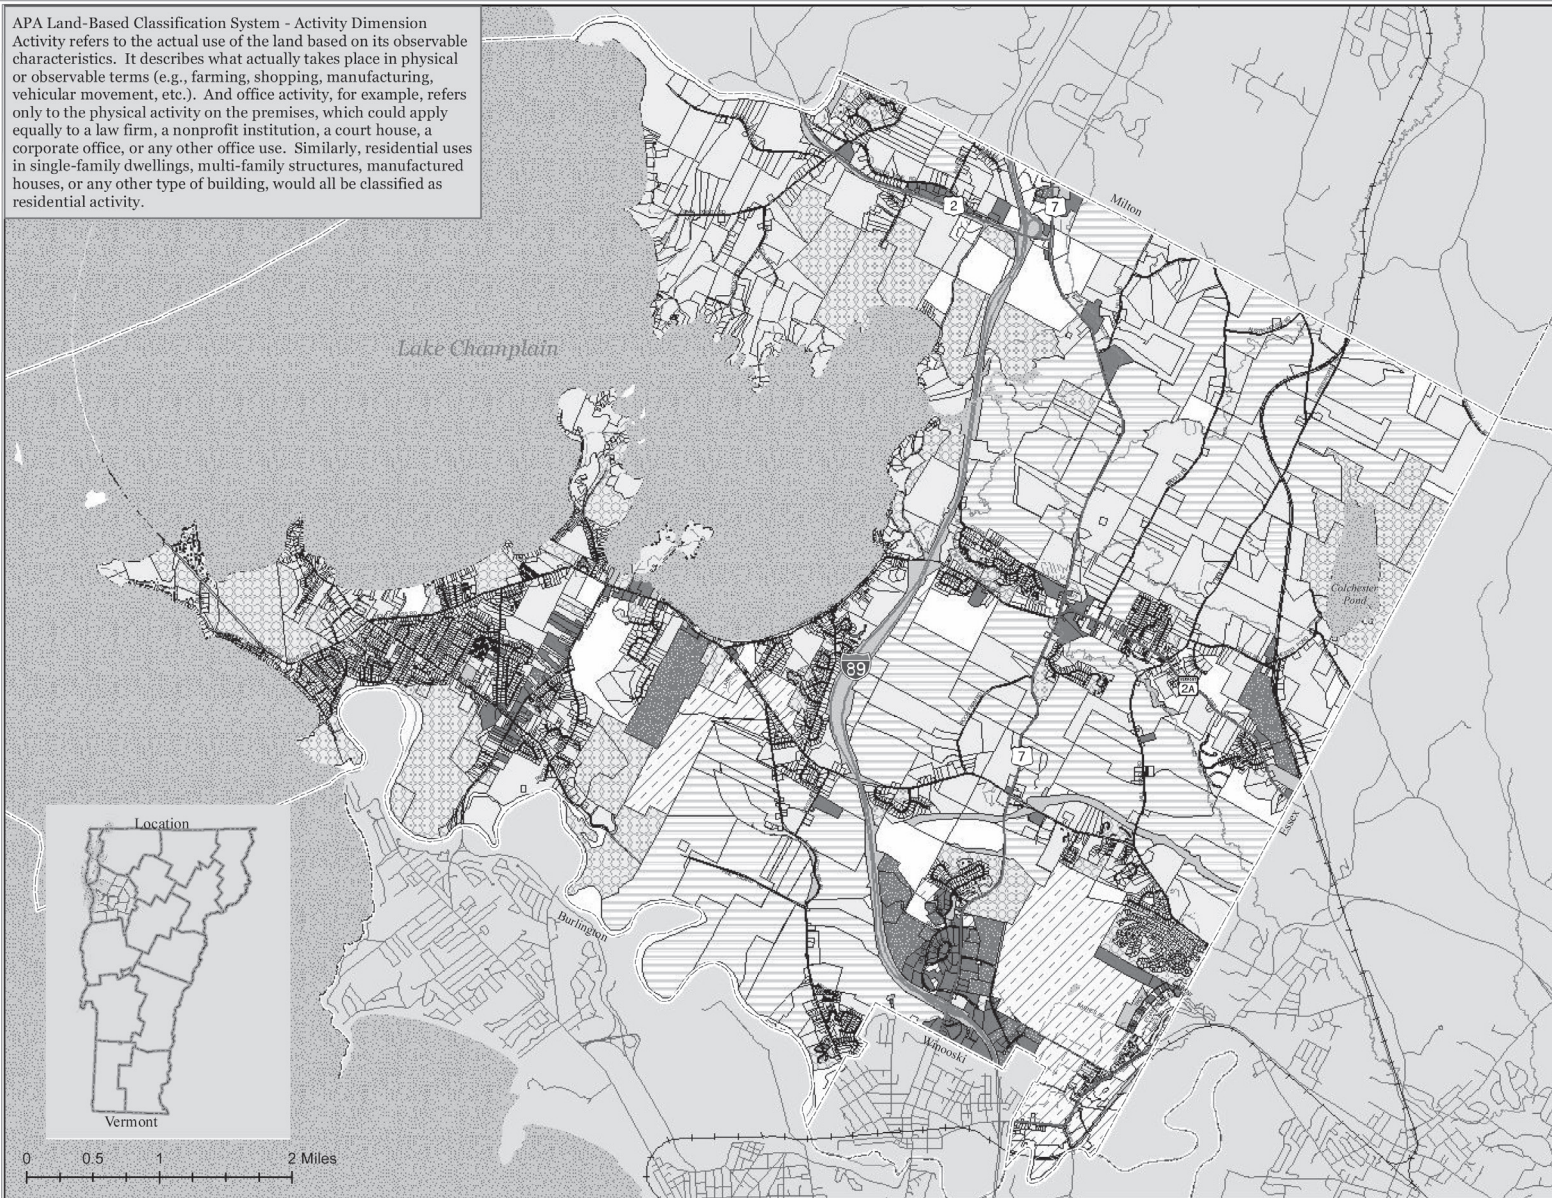 APA Land-Based Classification System - Activity Dimension
Activity refers to the actual use of the land based on its observable
characteristics.  It describes what actually takes place in physical
or observable terms (e.g., farming, shopping, manufacturing,
vehicular movement, etc.).  And office activity, for example, refers
only to the physical activity on the premises, which could apply
equally to a law firm, a nonprofit institution, a court house, a
corporate office, or any other office use.  Similarly, residential uses
in single-family dwellings, multi-family structures, manufactured
houses, or any other type of building, would all be classified as
residential activity.
2
7
Milton
Lake Champlain
Colchester
Pond
89
2A
7
Essex
Location
Burlington
Winooski
Vermont
0 0.5 1 2 Miles